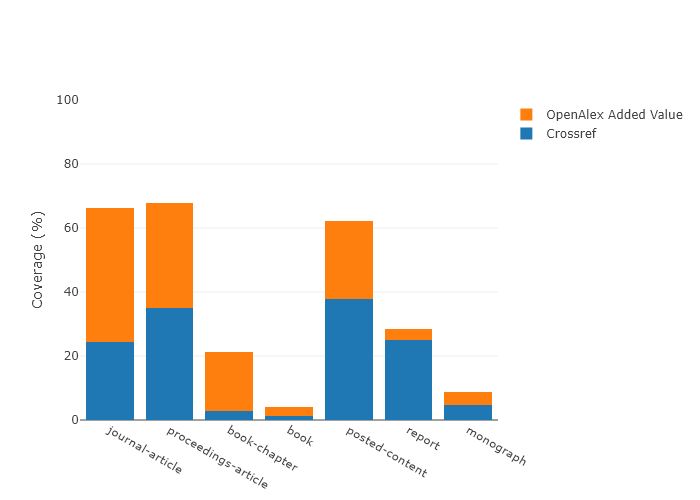 100
80
60
40
20
0
Coverage (%)
journal-article
proceedings-article
book-chapter
book
posted-content
report
monograph
OpenAlex Added Value
Crossref